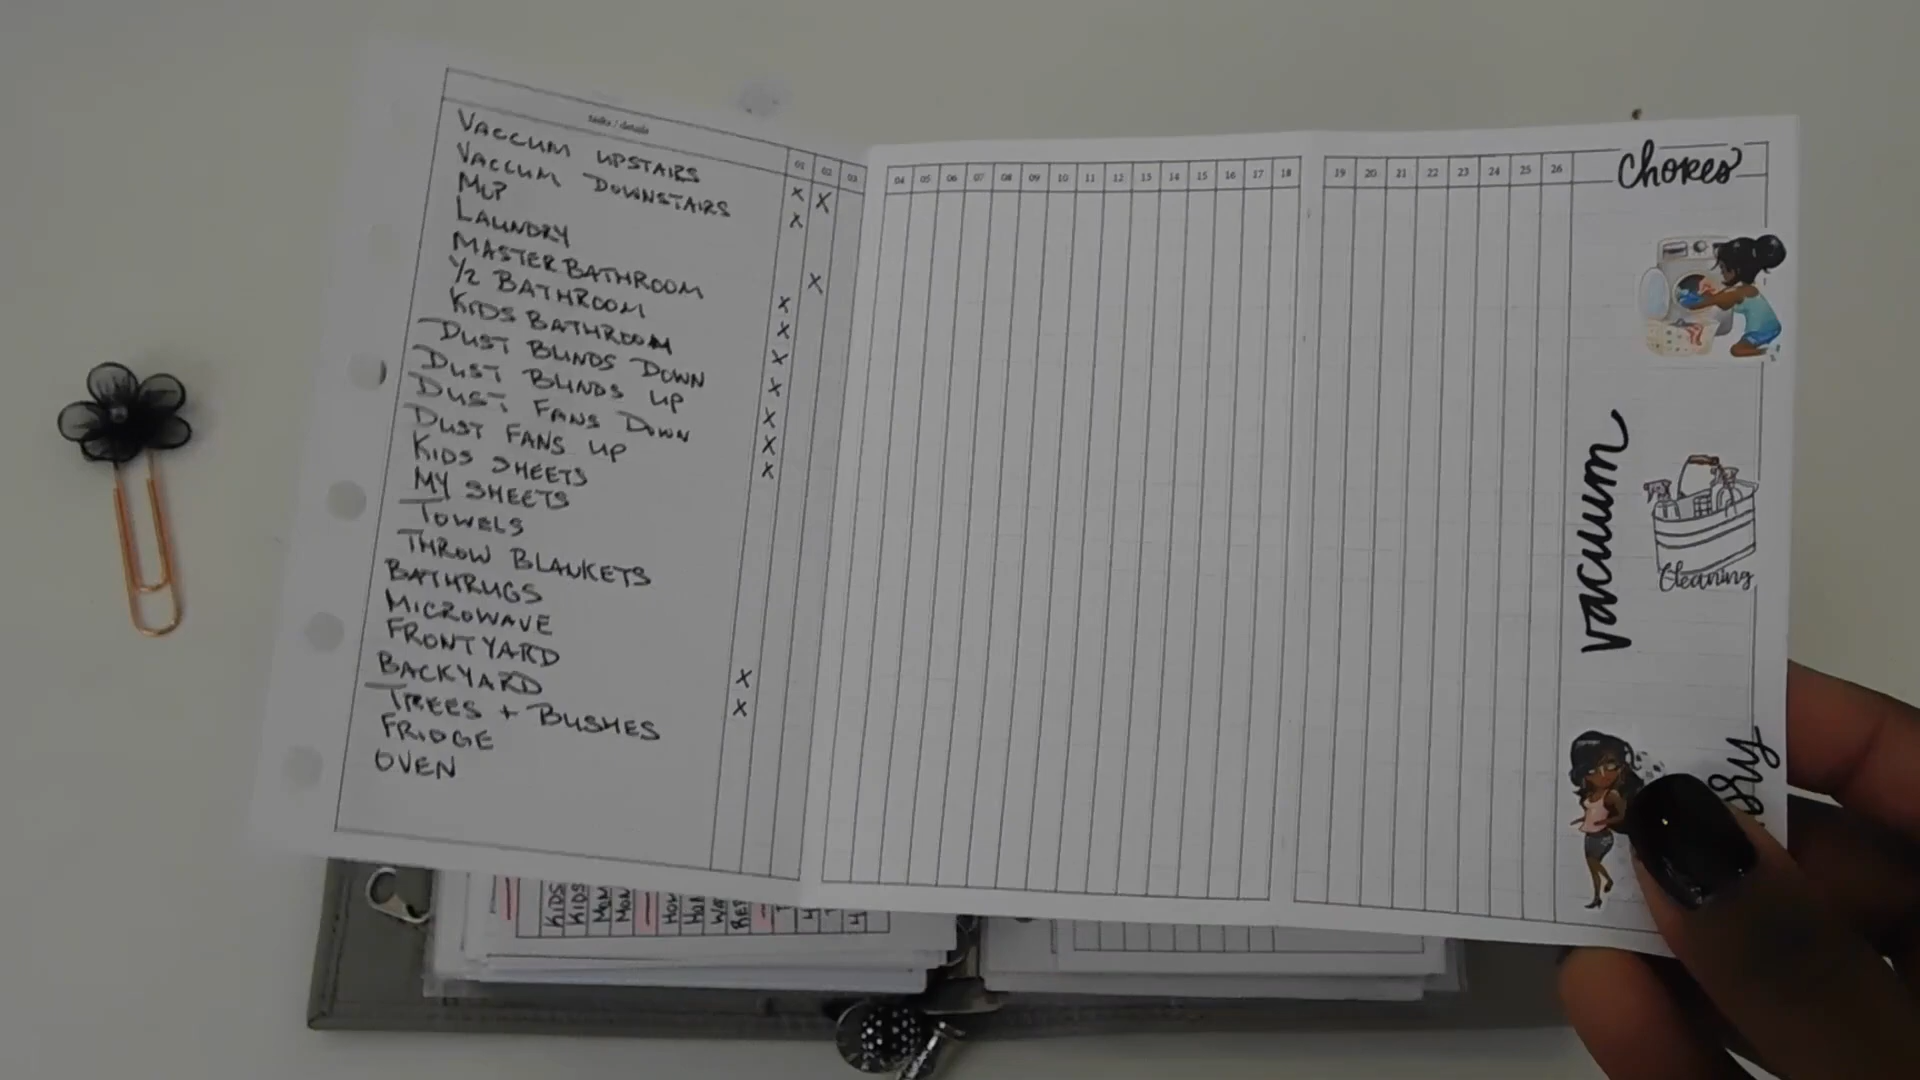 tasks / details
01 02 03 04 05 06 07 08 09 10 11 12 13 14 15 16 17 18 19 20 21 22 23 24 25 26
Chores
VACCUM UPSTAIRS X X
VACCUM DOWNSTAIRS X
MOP
LAUNDRY X
MASTER BATHROOM X
1/2 BATHROOM X
KIDS BATHROOM X
DUST BLINDS DOWN X
DUST BLINDS UP X
DUST FANS DOWN X
DUST FANS UP X
KIDS SHEETS
MY SHEETS
TOWELS
THROW BLANKETS
BATHRUGS
MICROWAVE
FRONTYARD X
BACKYARD X
TREES + BUSHES
FRIDGE
OVEN
vacuum
Cleaning
KIDS
KIDS